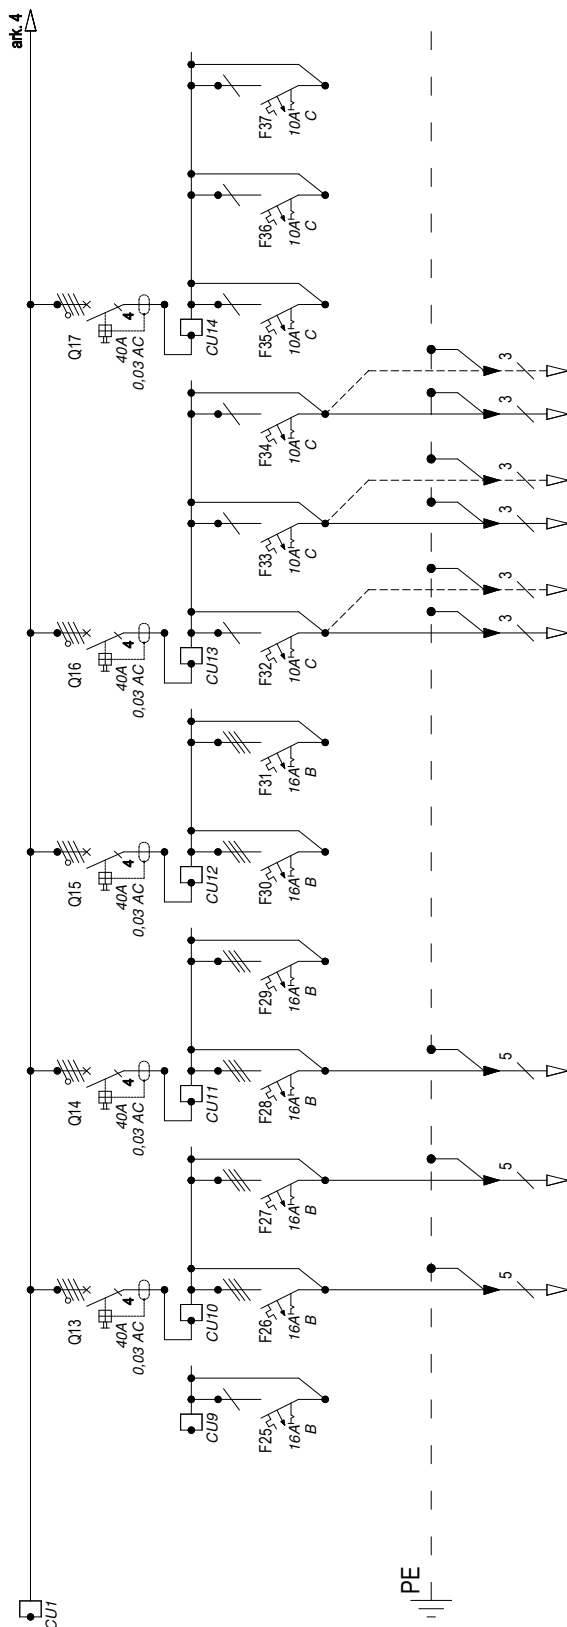 ark. 4
CU1
Q13 Q14 Q15 Q16 Q17
4 4 4 4 4
40A 40A 40A 40A 40A
0,03 AC 0,03 AC 0,03 AC 0,03 AC 0,03 AC
CU9 CU10 CU11 CU12 CU13 CU14
F25 F26 F27 F28 F29 F30 F31 F32 F33 F34 F35 F36 F37
16A 16A 16A 16A 16A 16A 16A 10A 10A 10A 10A 10A 10A
B B B B B B B C C C C C C
PE
5 5 5 3 3 3 3 3 3